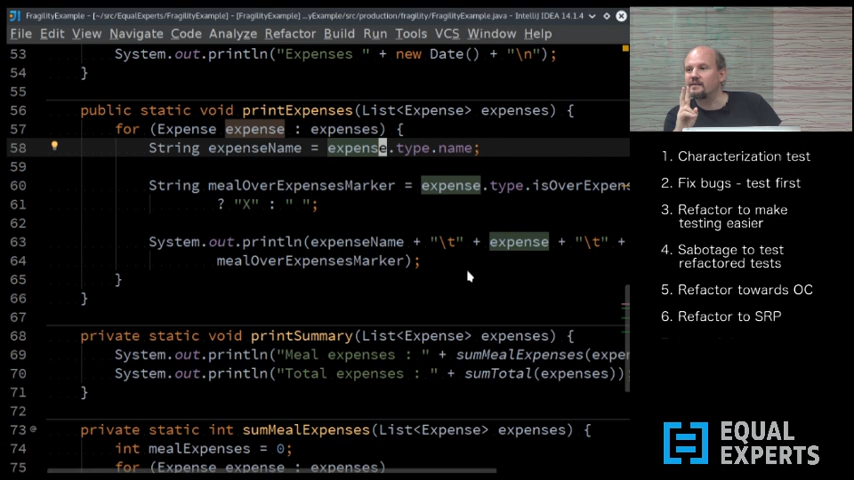 FragilityExample - [~/src/EqualExperts/FragilityExample] - [FragilityExample] ...yExample/src/production/fragility/FragilityExample.java - IntelliJ IDEA 14.1.4
File Edit View Navigate Code Analyze Refactor Build Run Tools VCS Window Help
53 System.out.println("Expenses " + new Date() + "\n");
54 }
55
56 public static void printExpenses(List<Expense> expenses) {
57 for (Expense expense : expenses) {
58 String expenseName = expense.type.name;
59
60 String mealOverExpensesMarker = expense.type.isOverExpens
61 ? "X" : " ";
62
63 System.out.println(expenseName + "\t" + expense + "\t" +
64 mealOverExpensesMarker);
65 }
66 }
67
68 private static void printSummary(List<Expense> expenses) {
69 System.out.println("Meal expenses : " + sumMealExpenses(expen
70 System.out.println("Total expenses : " + sumTotal(expenses))
71 }
72
73 private static int sumMealExpenses(List<Expense> expenses) {
74 int mealExpenses = 0;
75 for (Expense expense : expenses)
1. Characterization test
2. Fix bugs - test first
3. Refactor to make
testing easier
4. Sabotage to test
refactored tests
5. Refactor towards OC
6. Refactor to SRP
EQUAL
EXPERTS